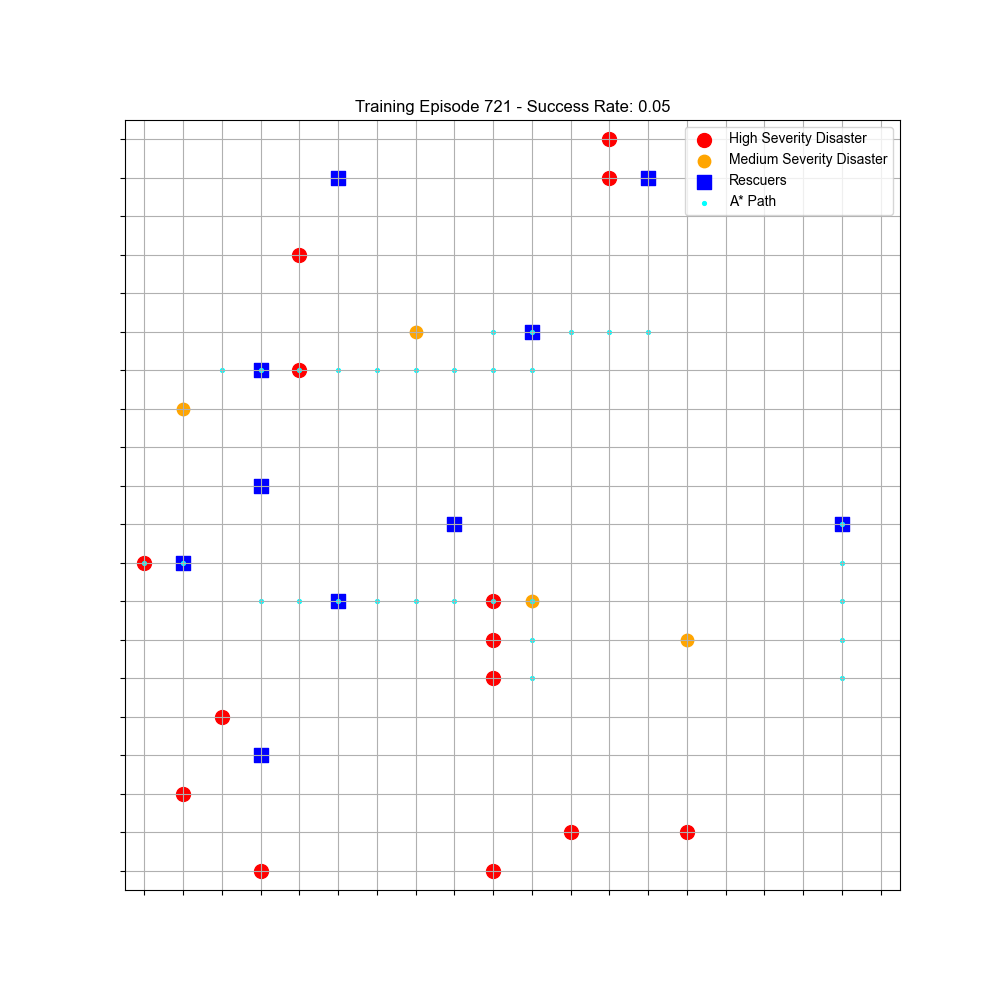 Training Episode 721 - Success Rate: 0.05
High Severity Disaster
Medium Severity Disaster
Rescuers
A* Path